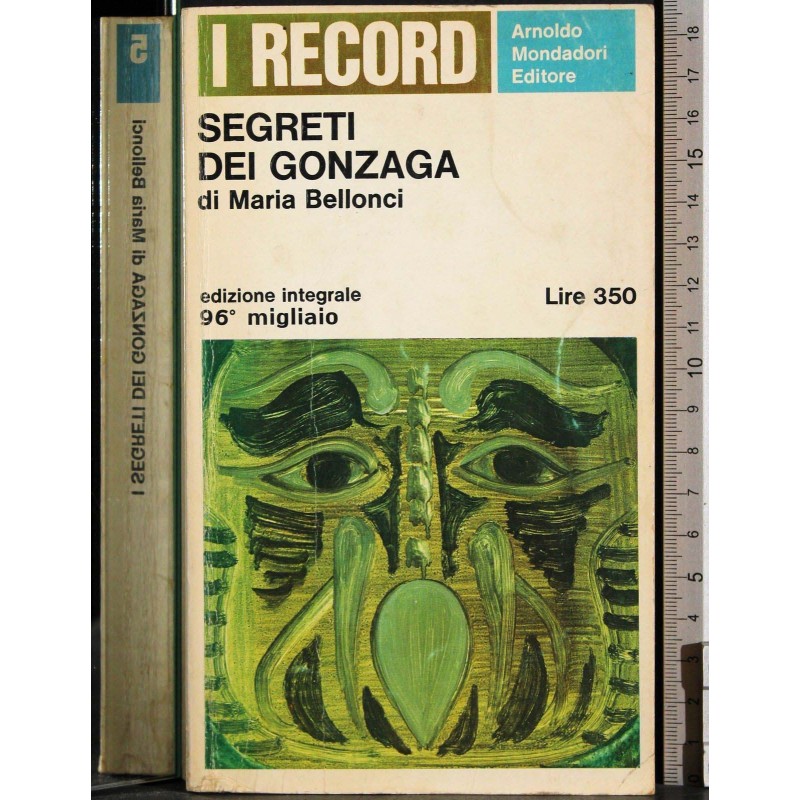 I RECORD
Arnoldo
Mondadori
Editore
SEGRETI
DEI GONZAGA
di Maria Bellonci
edizione integrale
96° migliaio
Lire 350
5
I SEGRETI DEI GONZAGA di Maria Bellonci
18
17
16
15
14
13
12
11
10
9
8
7
6
5
4
3
2
1
0